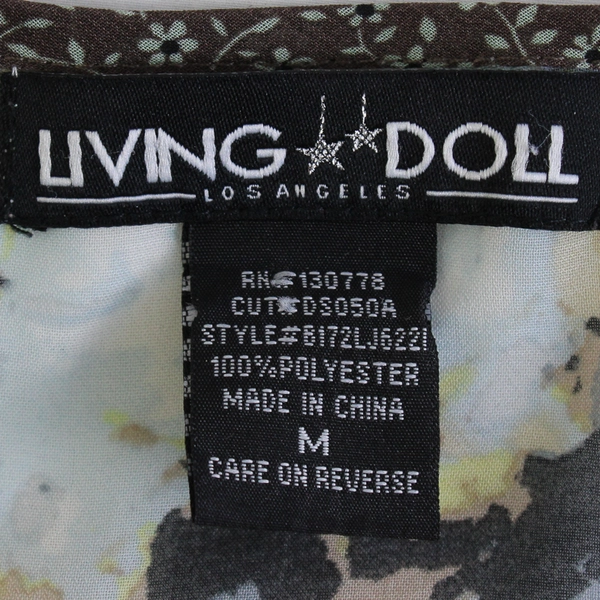 LIVING DOLL
LOS ANGELES
RN#130778
CUT#DS050A
STYLE#B172LJ6221
100%POLYESTER
MADE IN CHINA
M
CARE ON REVERSE